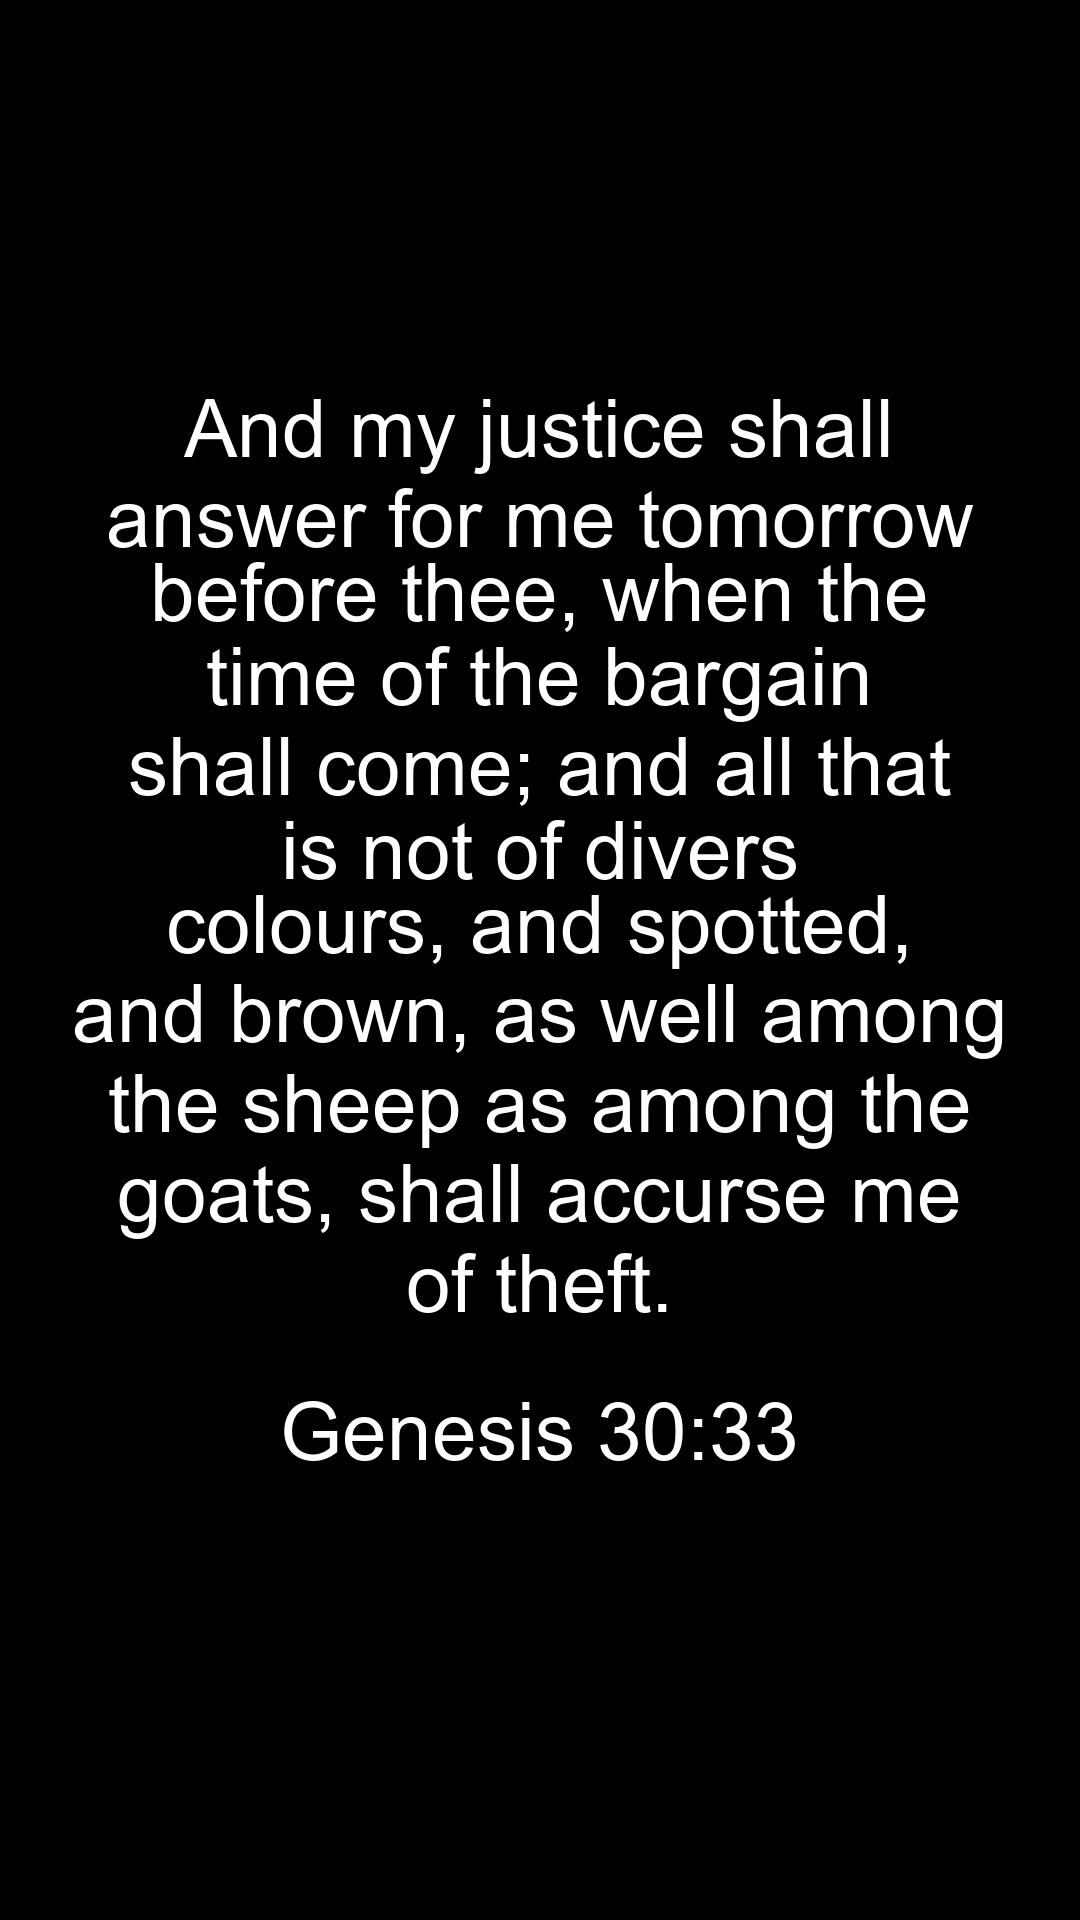 And my justice shall
answer for me tomorrow
before thee, when the
time of the bargain
shall come; and all that
is not of divers
colours, and spotted,
and brown, as well among
the sheep as among the
goats, shall accurse me
of theft.
Genesis 30:33